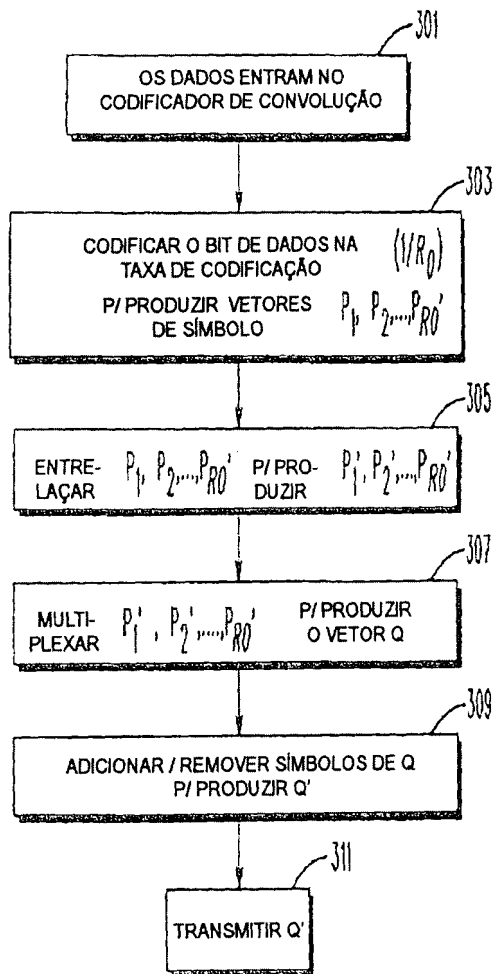 301
OS DADOS ENTRAM NO
CODIFICADOR DE CONVOLUÇÃO
303
CODIFICAR O BIT DE DADOS NA (1/R0)
TAXA DE CODIFICAÇÃO
P/ PRODUZIR VETORES P1, P2,...,PR0'
DE SÍMBOLO
305
ENTRE- P1, P2,...,PR0' P/ PRO- P1', P2',...,PR0'
LAÇAR DUZIR
307
MULTI- P1' , P2',...,PR0' P/ PRODUZIR
PLEXAR O VETOR Q
309
ADICIONAR / REMOVER SÍMBOLOS DE Q
P/ PRODUZIR Q'
311
TRANSMITIR Q'